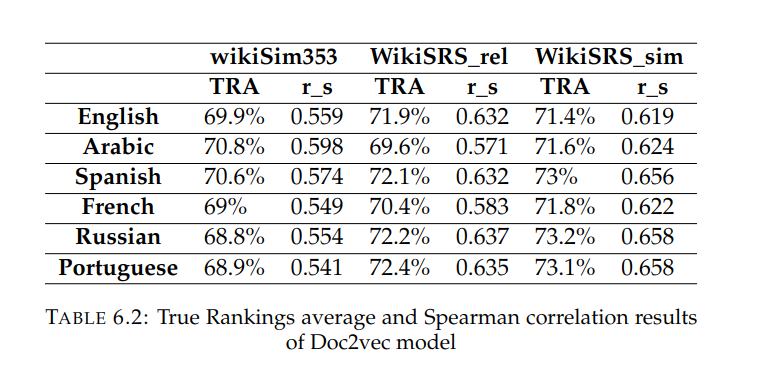 wikiSim353 WikiSRS_rel WikiSRS_sim
TRA r_s TRA r_s TRA r_s
English 69.9% 0.559 71.9% 0.632 71.4% 0.619
Arabic 70.8% 0.598 69.6% 0.571 71.6% 0.624
Spanish 70.6% 0.574 72.1% 0.632 73% 0.656
French 69% 0.549 70.4% 0.583 71.8% 0.622
Russian 68.8% 0.554 72.2% 0.637 73.2% 0.658
Portuguese 68.9% 0.541 72.4% 0.635 73.1% 0.658
TABLE 6.2: True Rankings average and Spearman correlation results
of Doc2vec model